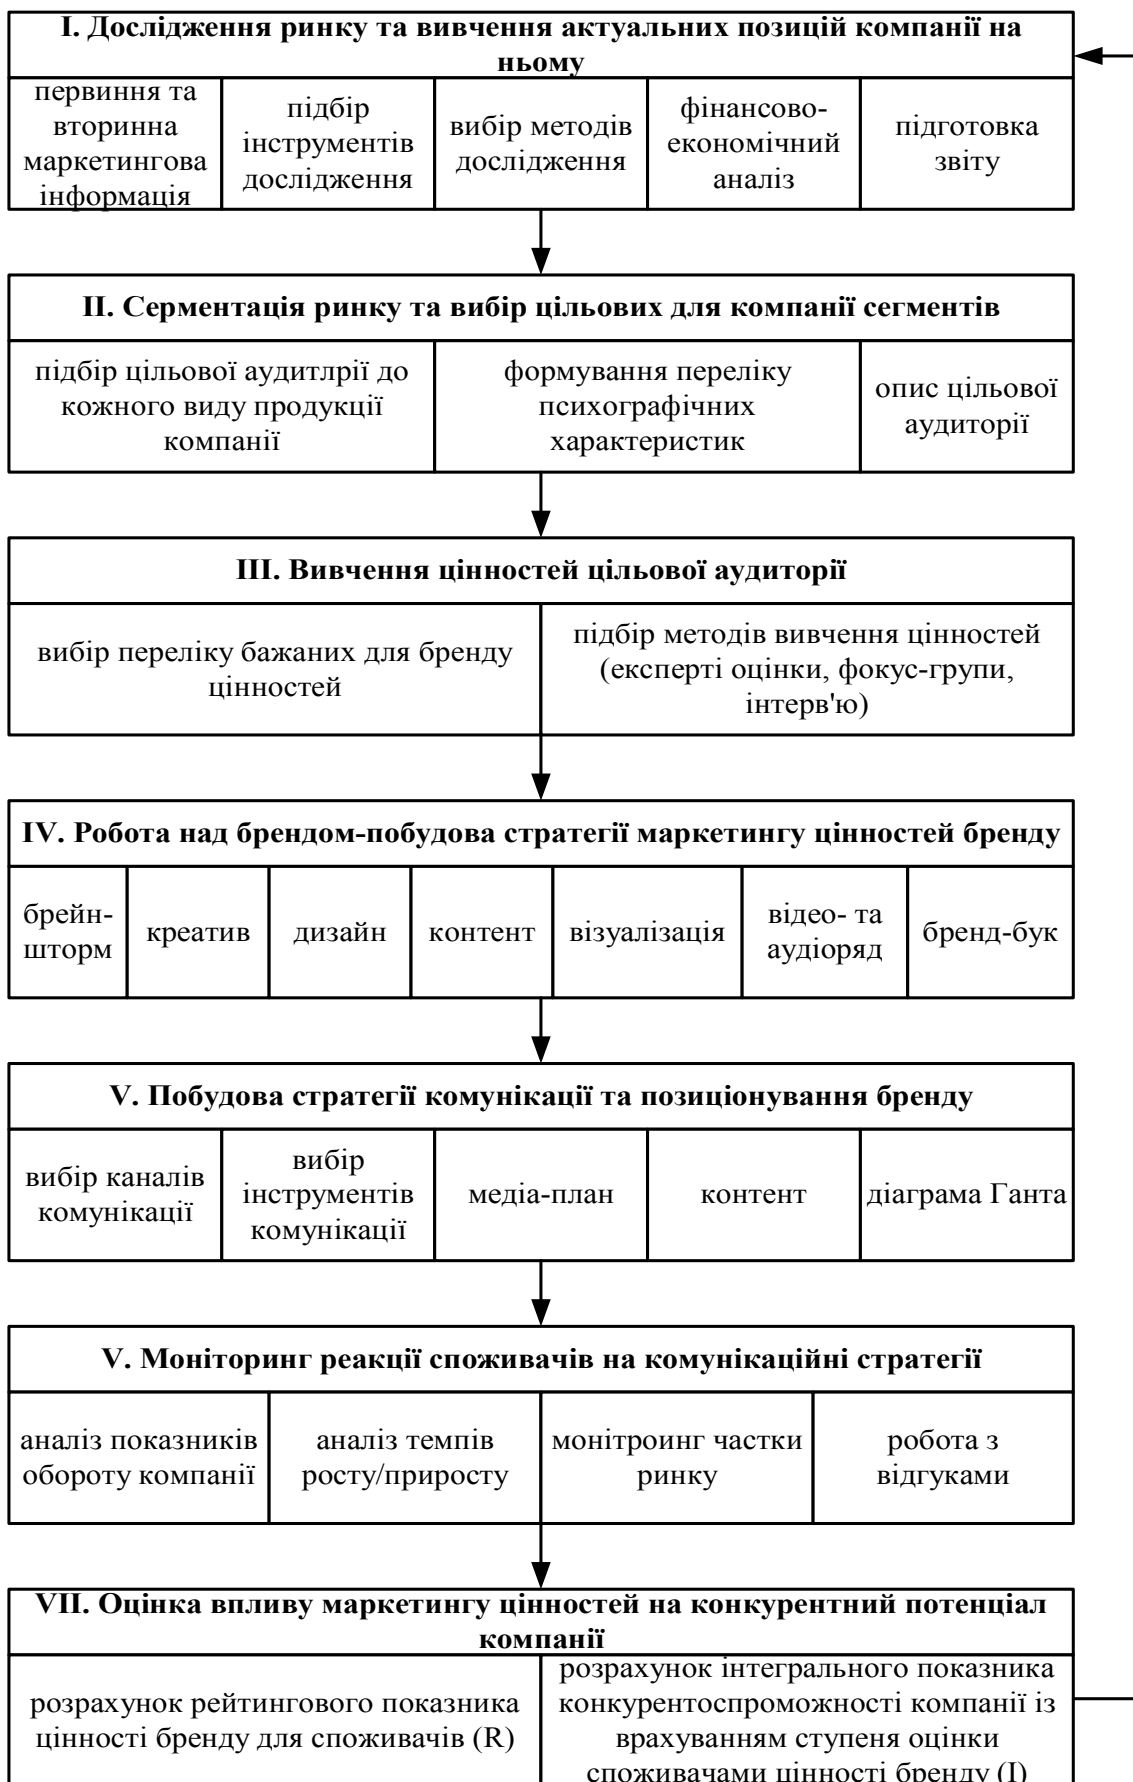 I. Дослідження ринку та вивчення актуальних позицій компанії на
ньому
первиння та
вторинна
маркетингова
інформація
підбір
інструментів
дослідження
вибір методів
дослідження
фінансово-
економічний
аналіз
підготовка
звіту
II. Серментація ринку та вибір цільових для компанії сегментів
підбір цільової аудитлрії до
кожного виду продукції
компанії
формування переліку
психографічних
характеристик
опис цільової
аудиторії
III. Вивчення цінностей цільової аудиторії
вибір переліку бажаних для бренду
цінностей
підбір методів вивчення цінностей
(експерті оцінки, фокус-групи,
інтерв'ю)
IV. Робота над брендом-побудова стратегії маркетингу цінностей бренду
брейн-
шторм
креатив
дизайн
контент
візуалізація
відео- та
аудіоряд
бренд-бук
V. Побудова стратегії комунікації та позиціонування бренду
вибір каналів
комунікації
вибір
інструментів
комунікації
медіа-план
контент
діаграма Ганта
V. Моніторинг реакції споживачів на комунікаційні стратегії
аналіз показників
обороту компанії
аналіз темпів
росту/приросту
монітроинг частки
ринку
робота з
відгуками
VII. Оцінка впливу маркетингу цінностей на конкурентний потенціал
компанії
розрахунок рейтингового показника
цінності бренду для споживачів (R)
розрахунок інтегрального показника
конкурентоспроможності компанії із
врахуванням ступеня оцінки
споживачами цінності бренду (I)